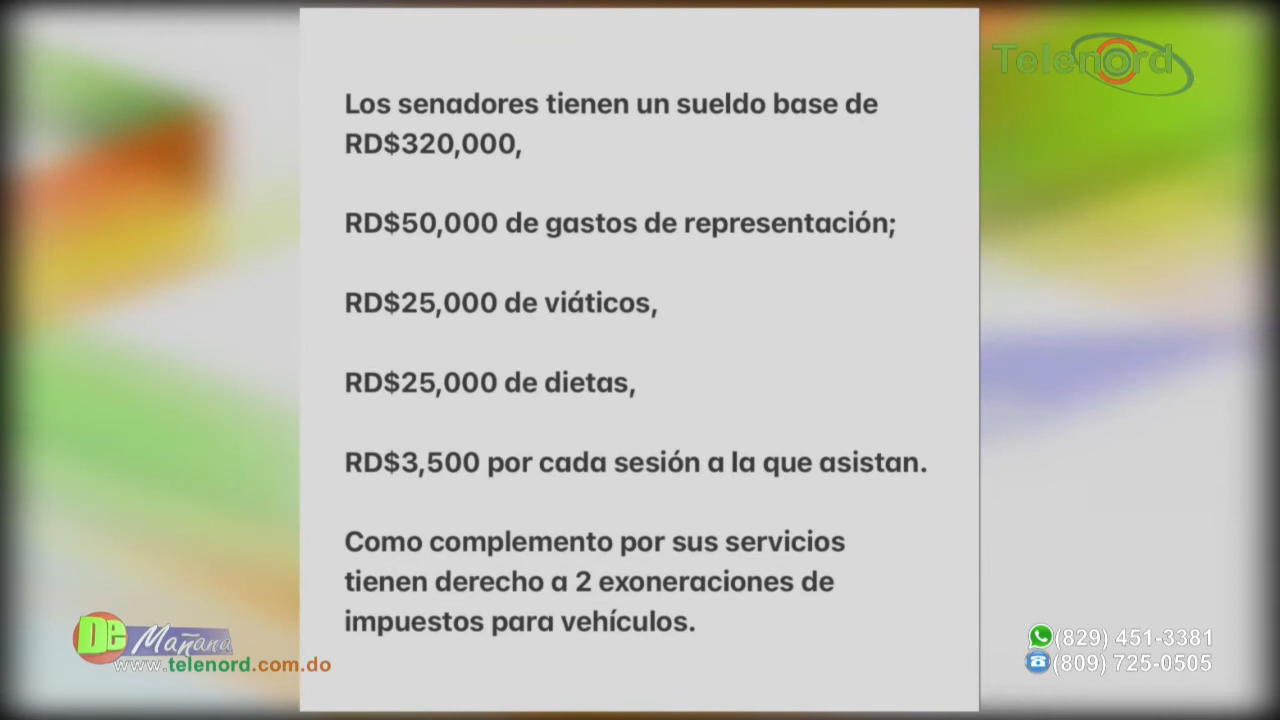 Telenord
Los senadores tienen un sueldo base de
RD$320,000,
RD$50,000 de gastos de representación;
RD$25,000 de viáticos,
RD$25,000 de dietas,
RD$3,500 por cada sesión a la que asistan.
Como complemento por sus servicios
tienen derecho a 2 exoneraciones de
impuestos para vehículos.
De Mañana
www.telenord.com.do
(829) 451-3381
(809) 725-0505